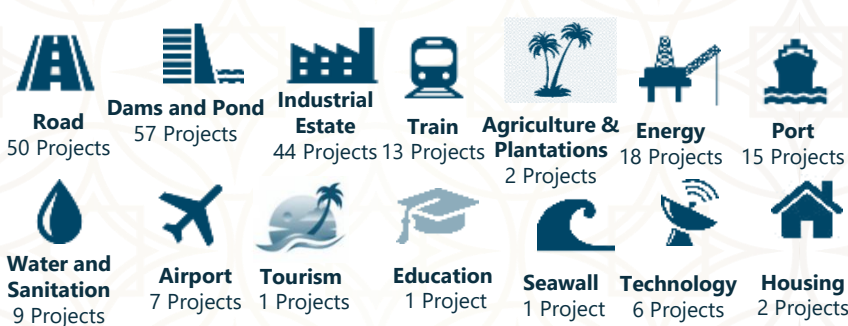 Road
50 Projects
Dams and Pond
57 Projects
Industrial
Estate
44 Projects
Train
13 Projects
Agriculture &
Plantations
2 Projects
Energy
18 Projects
Port
15 Projects
Water and
Sanitation
9 Projects
Airport
7 Projects
Tourism
1 Projects
Education
1 Project
Seawall
1 Project
Technology
6 Projects
Housing
2 Projects